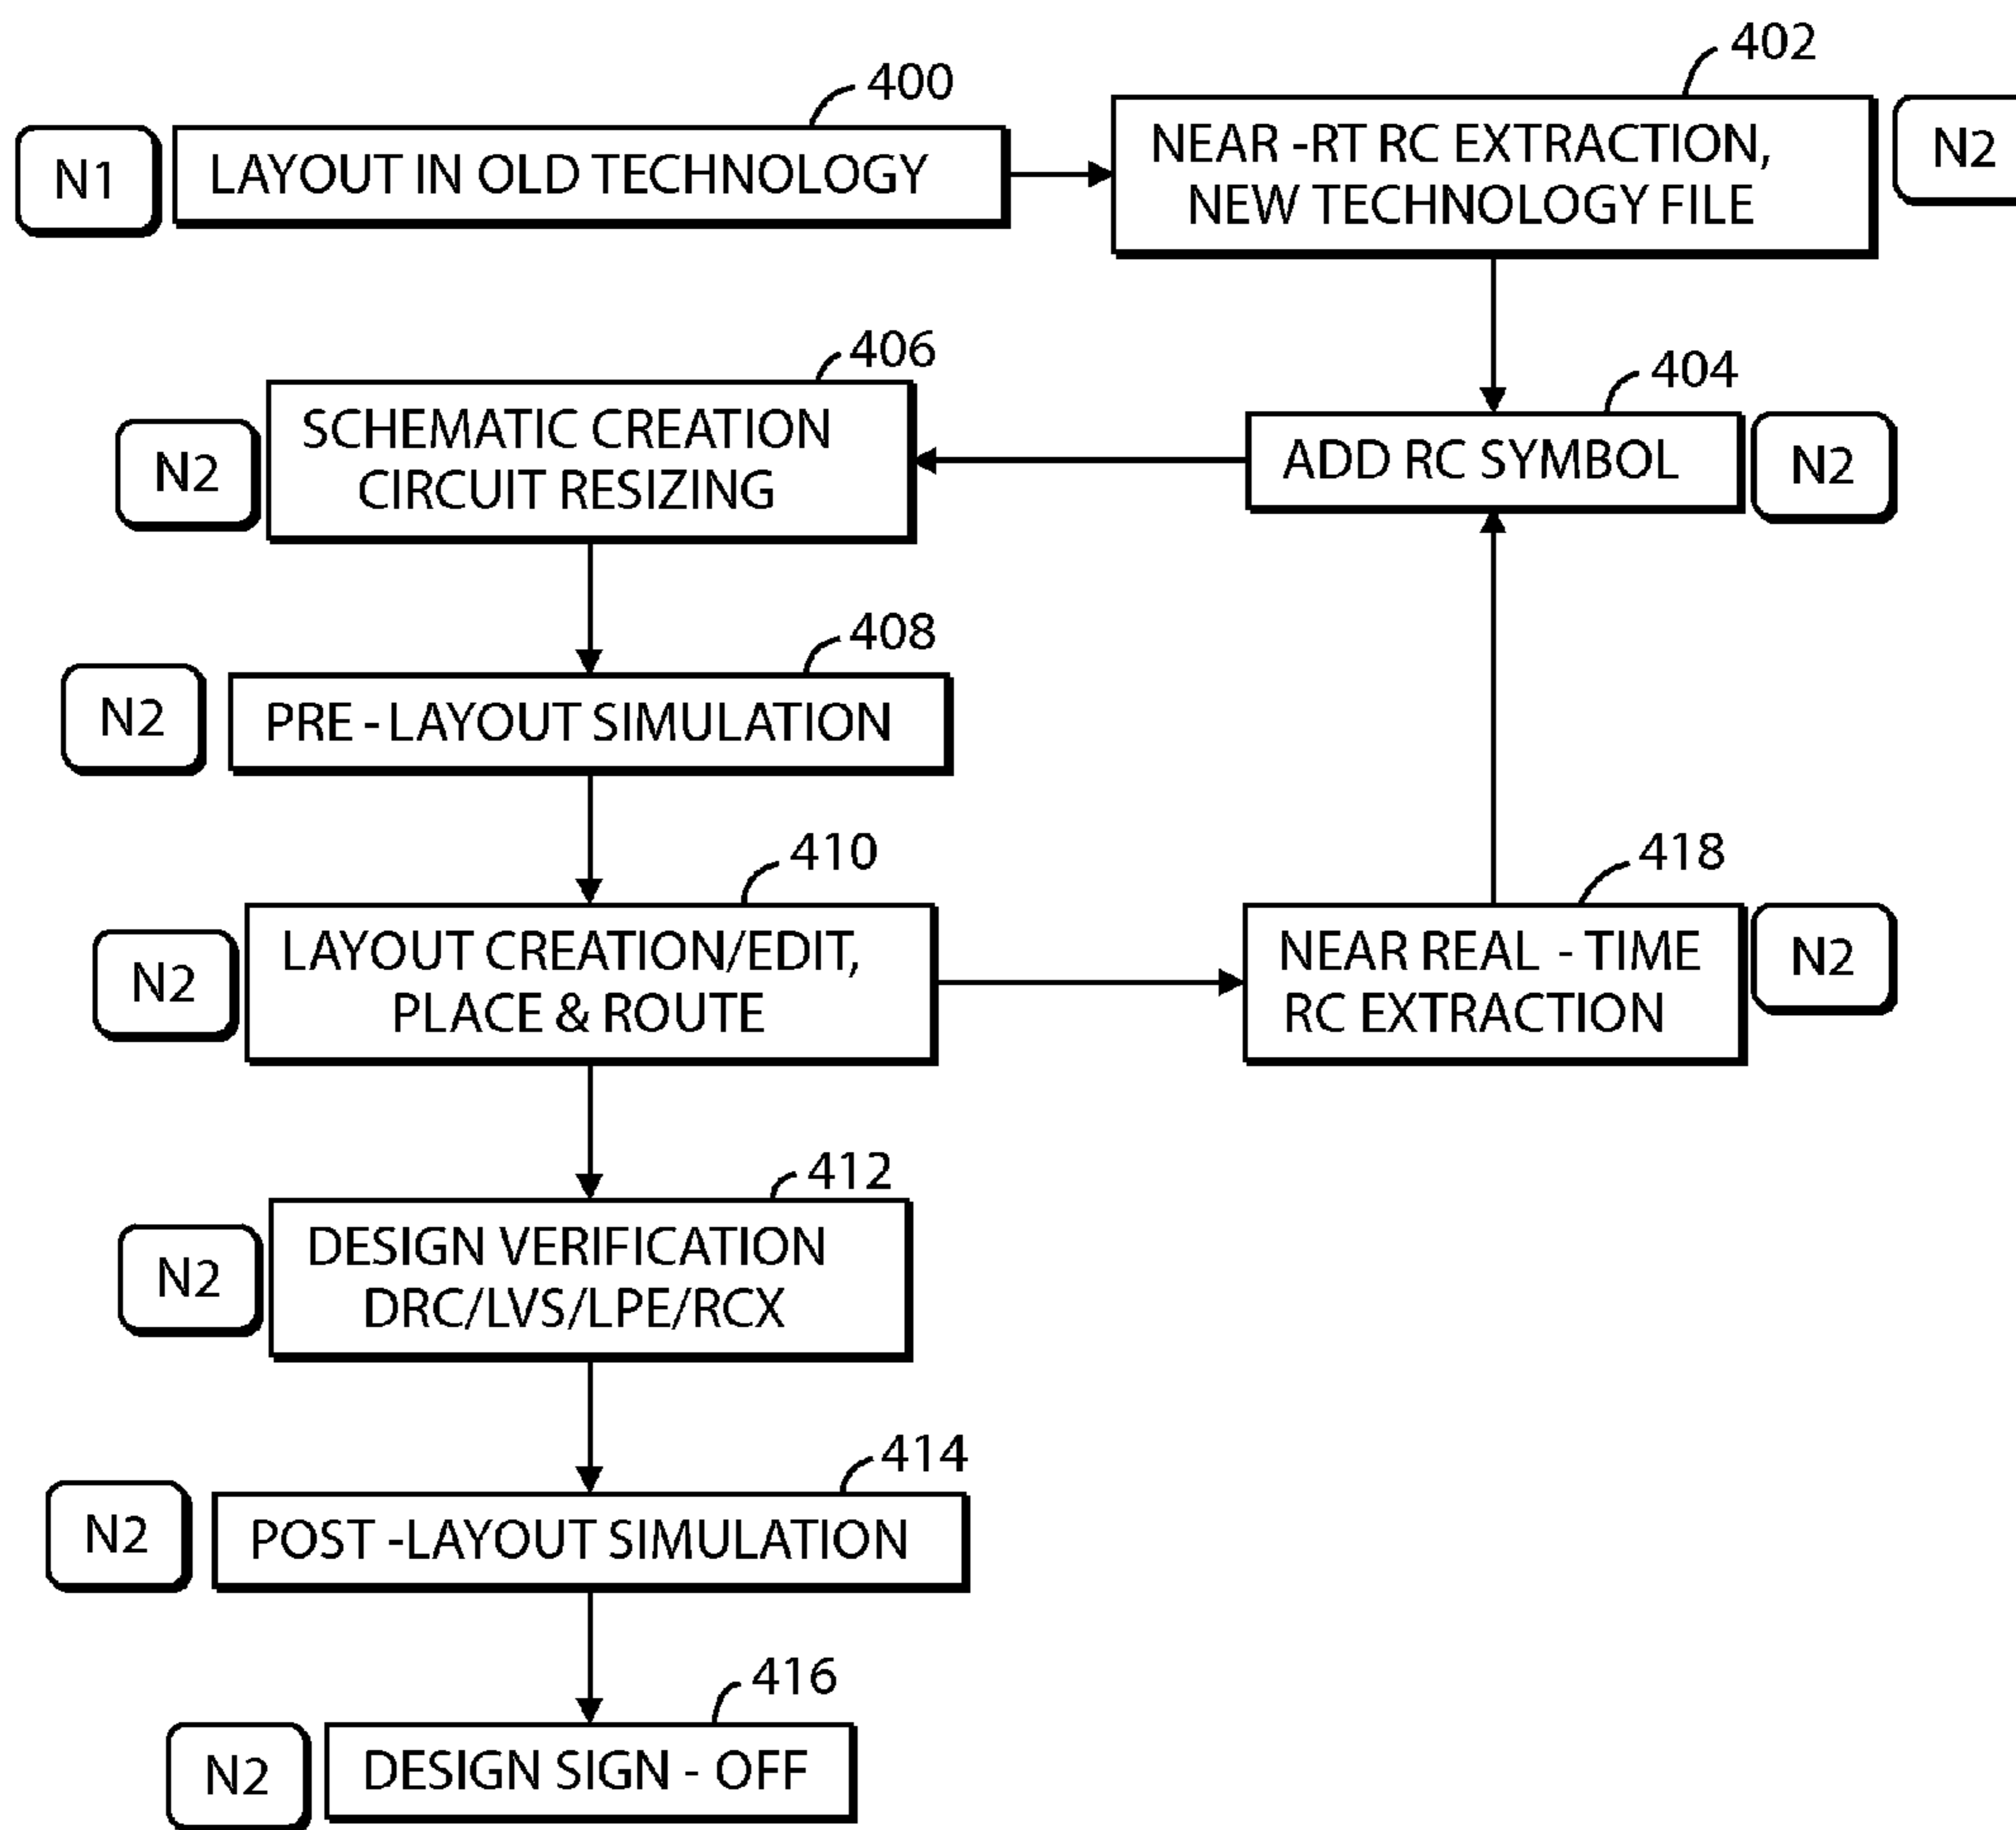 400
402
N1
LAYOUT IN OLD TECHNOLOGY
NEAR -RT RC EXTRACTION,
NEW TECHNOLOGY FILE
N2
406
404
N2
SCHEMATIC CREATION
CIRCUIT RESIZING
ADD RC SYMBOL
N2
408
N2
PRE - LAYOUT SIMULATION
410
418
N2
LAYOUT CREATION/EDIT,
PLACE & ROUTE
NEAR REAL - TIME
RC EXTRACTION
N2
412
N2
DESIGN VERIFICATION
DRC/LVS/LPE/RCX
414
N2
POST -LAYOUT SIMULATION
416
N2
DESIGN SIGN - OFF